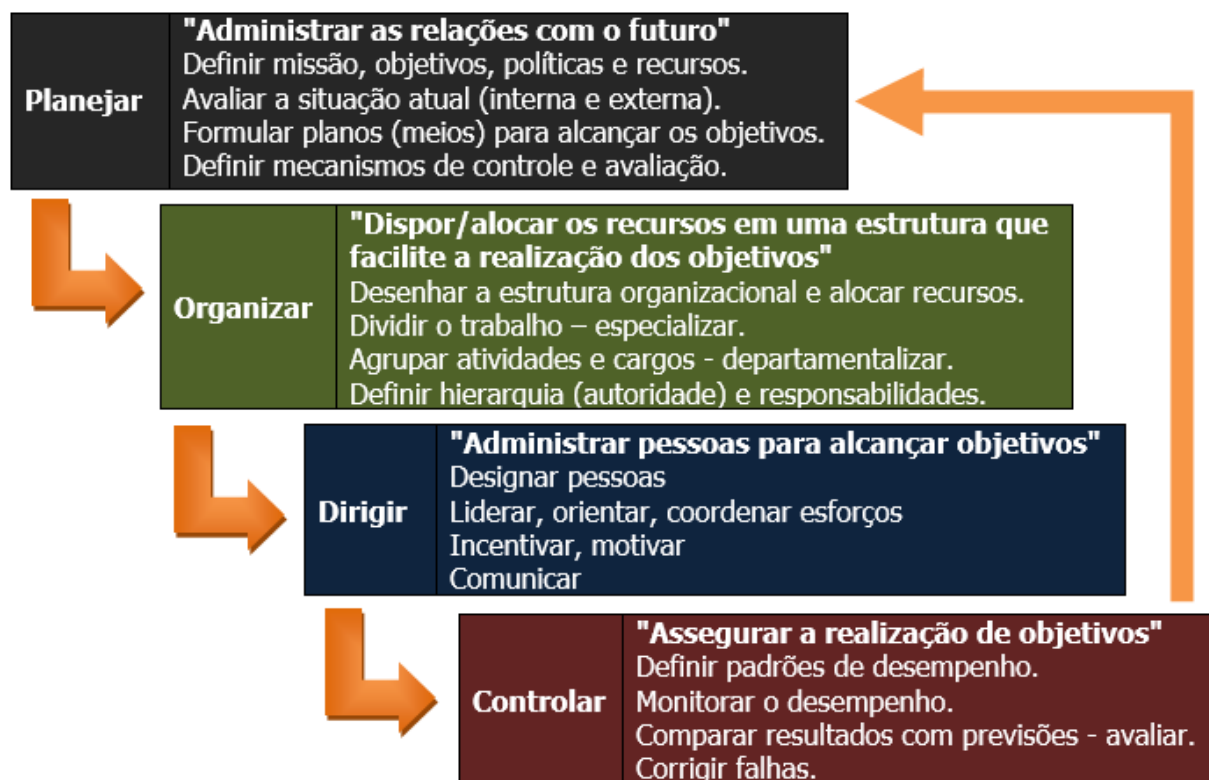 "Administrar as relações com o futuro"
Definir missão, objetivos, políticas e recursos.
Planejar
Avaliar a situação atual (interna e externa).
Formular planos (meios) para alcançar os objetivos.
Definir mecanismos de controle e avaliação.
"Dispor/alocar os recursos em uma estrutura que
facilite a realização dos objetivos"
Organizar
Desenhar a estrutura organizacional e alocar recursos.
Dividir o trabalho – especializar.
Agrupar atividades e cargos - departamentalizar.
Definir hierarquia (autoridade) e responsabilidades.
"Administrar pessoas para alcançar objetivos"
Designar pessoas
Dirigir
Liderar, orientar, coordenar esforços
Incentivar, motivar
Comunicar
"Assegurar a realização de objetivos"
Definir padrões de desempenho.
Controlar
Monitorar o desempenho.
Comparar resultados com previsões - avaliar.
Corrigir falhas.